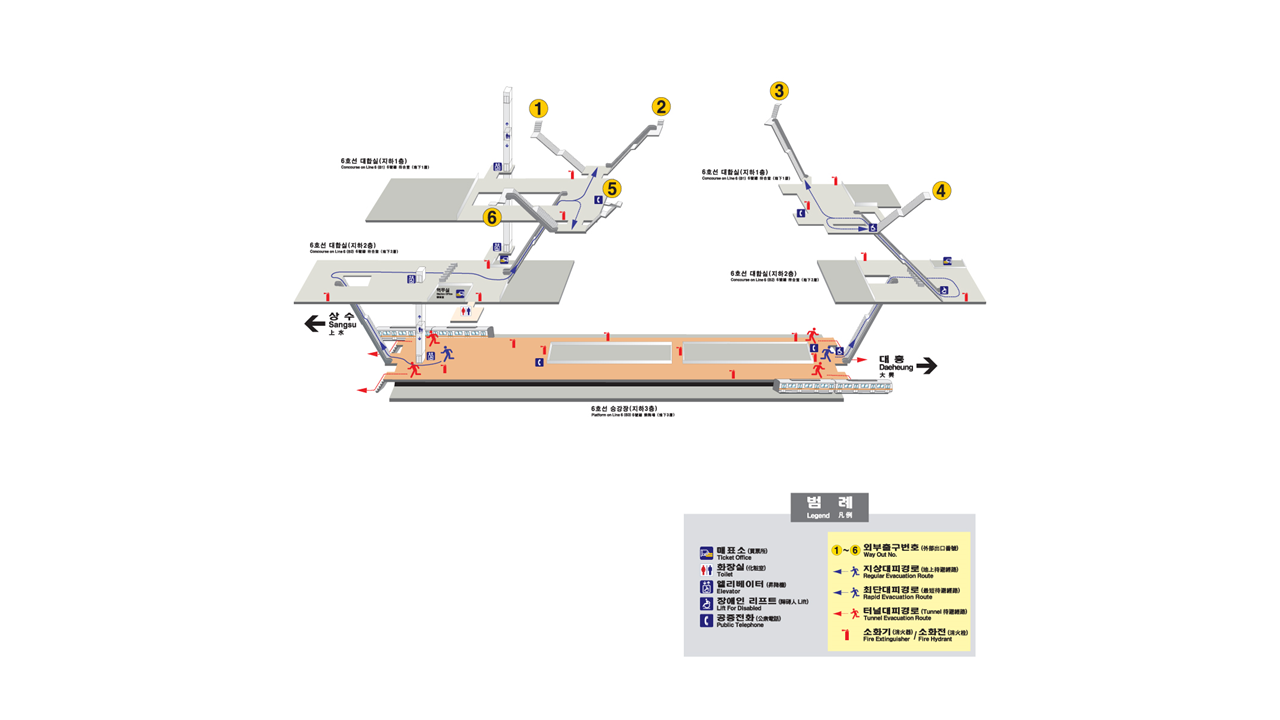 1
2
3
6호선 대합실(지하1층)
Concourse on Line 6 (B1) 6號線 待合室 (地下1層)
6호선 대합실(지하1층)
Concourse on Line 6 (B1) 6號線 待合室 (地下1層)
5
4
6
6호선 대합실(지하2층)
Concourse on Line 6 (B2) 6號線 待合室 (地下2層)
6호선 대합실(지하2층)
Concourse on Line 6 (B2) 6號線 待合室 (地下2層)
역무실
상 수
Sangsu
上 水
대 흥
Daeheung
大 興
6호선 승강장(지하3층)
Platform on Line 6 (B3) 6號線 乘降場 (地下3層)
범 례
Legend 凡 例
매표소 (賣票所)
Ticket Office
화장실 (化粧室)
Toilet
엘리베이터 (昇降機)
Elevator
장애인 리프트 (障碍人 Lift)
Lift For Disabled
공중전화 (公衆電話)
Public Telephone
1 ~ 6 외부출구번호 (外部出口番號)
Way Out No.
지상대피경로 (地上待避經路)
Regular Evacuation Route
최단대피경로 (最短待避經路)
Rapid Evacuation Route
터널대피경로 (Tunnel 待避經路)
Tunnel Evacuation Route
소화기 (消火器) / 소화전 (消火栓)
Fire Extinguisher / Fire Hydrant